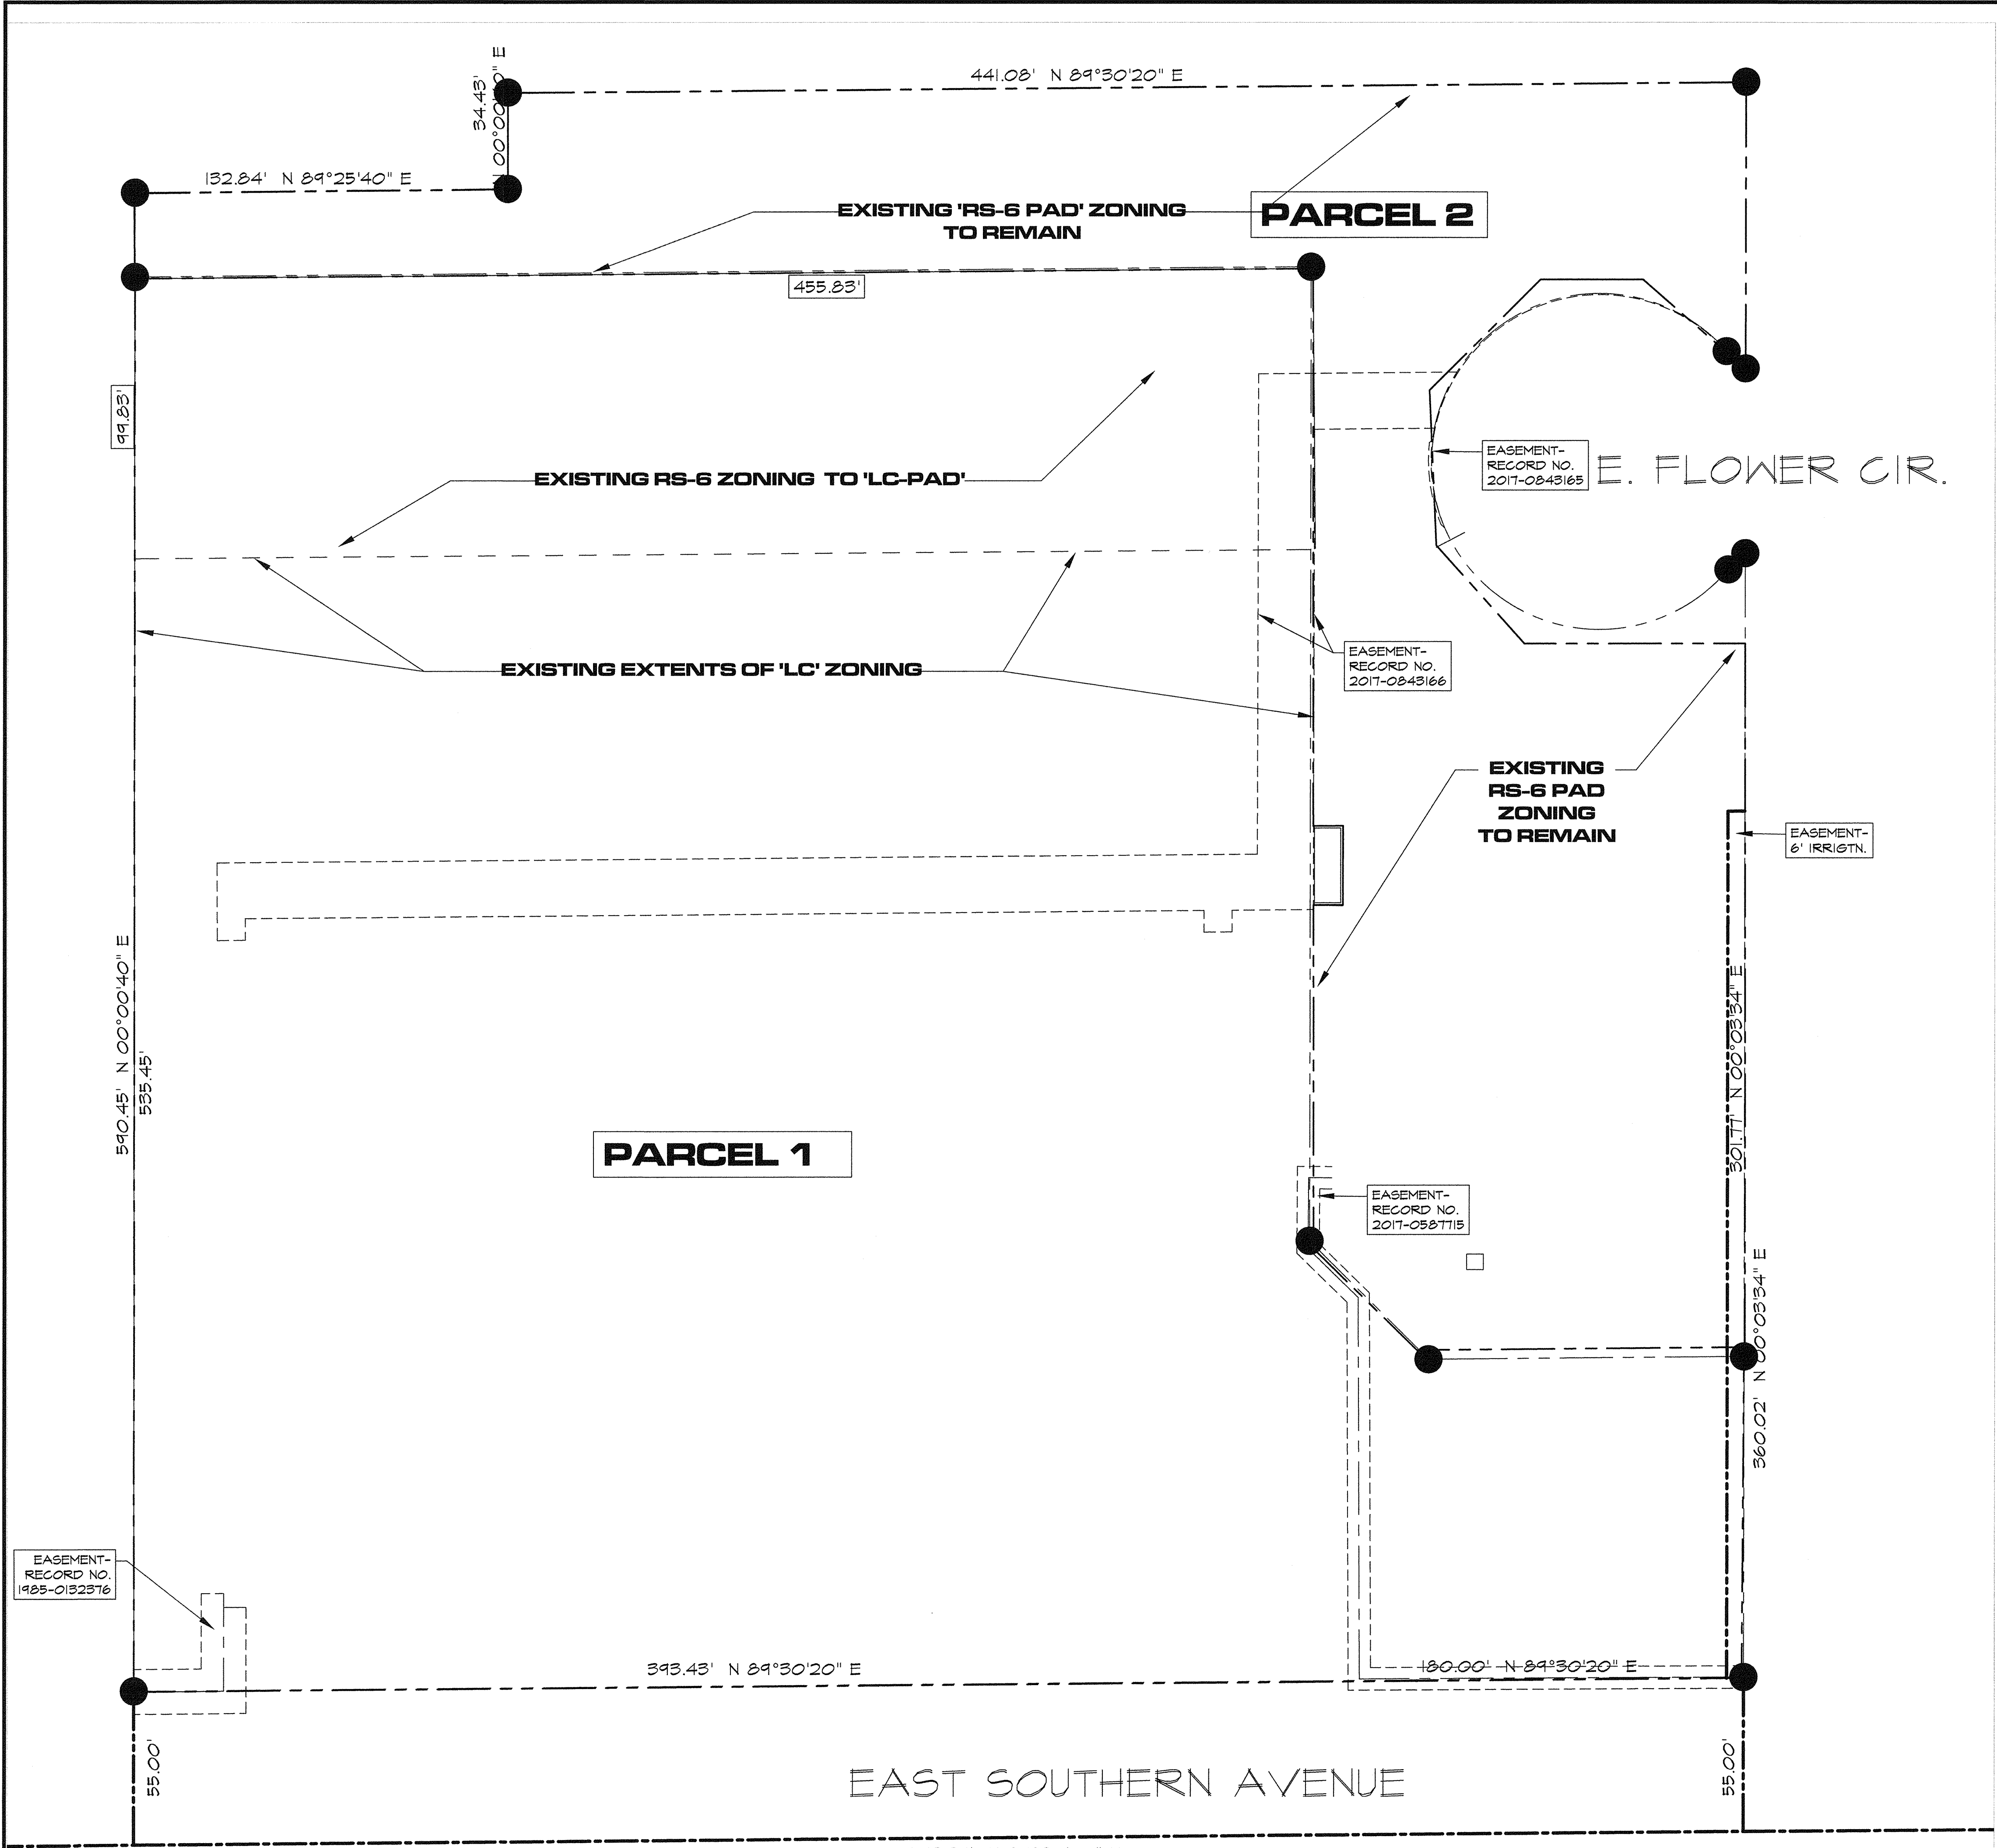 441.08' N 89°30'20" E
34.43'
132.84' N 89°25'40" E
EXISTING 'RS-6 PAD' ZONING
TO REMAIN
PARCEL 2
455.83'
99.83'
EXISTING RS-6 ZONING TO 'LC-PAD'
EASEMENT-
RECORD NO.
2017-0843165
E. FLOWER CIR.
EXISTING EXTENTS OF 'LC' ZONING
EASEMENT-
RECORD NO.
2017-0843166
EXISTING
RS-6 PAD
ZONING
TO REMAIN
EASEMENT-
6' IRRIGTN.
590.45' N 00°00'40" E
535.45'
301.77' N 00°03'34" E
PARCEL 1
EASEMENT-
RECORD NO.
2017-0587715
360.02' N 00°03'34" E
EASEMENT-
RECORD NO.
1985-0132376
393.43' N 89°30'20" E
180.00' N 89°30'20" E
55.00'
EAST SOUTHERN AVENUE
55.00'